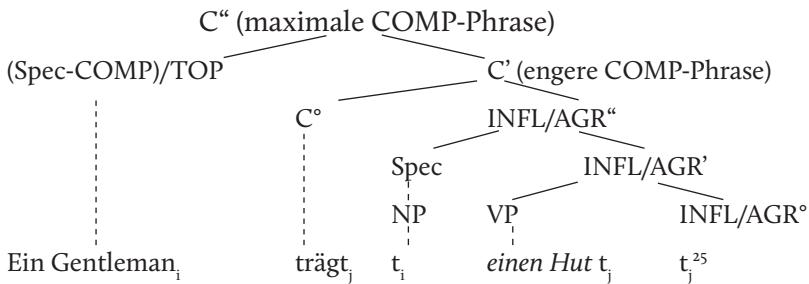 C“ (maximale COMP-Phrase)
(Spec-COMP)/TOP C’ (engere COMP-Phrase)
C° INFL/AGR“
Spec INFL/AGR’
NP VP INFL/AGR°
Ein Gentlemanᵢ trägtⱼ tᵢ einen Hut tⱼ tⱼ²⁵